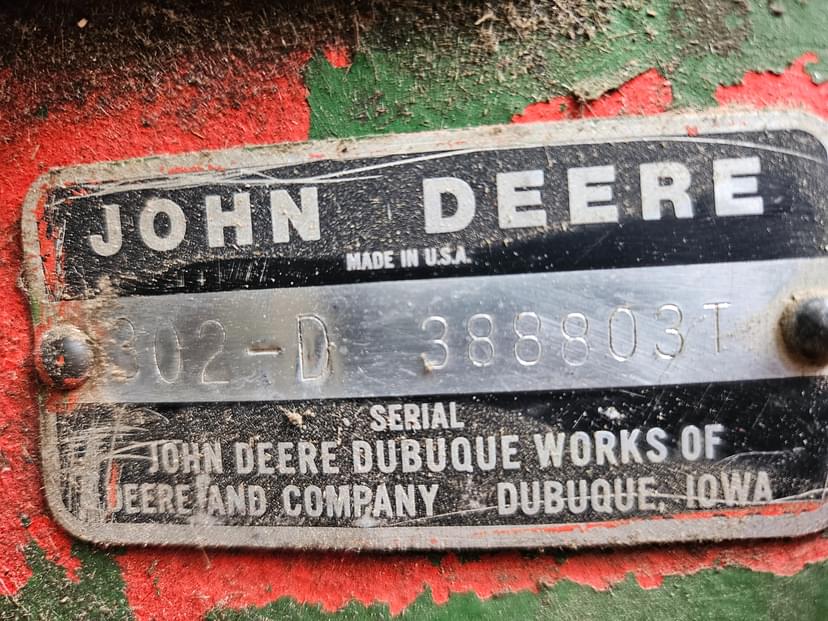 JOHN DEERE
MADE IN U.S.A.
302-D 388803T
SERIAL
JOHN DEERE DUBUQUE WORKS OF
DEERE AND COMPANY DUBUQUE, IOWA